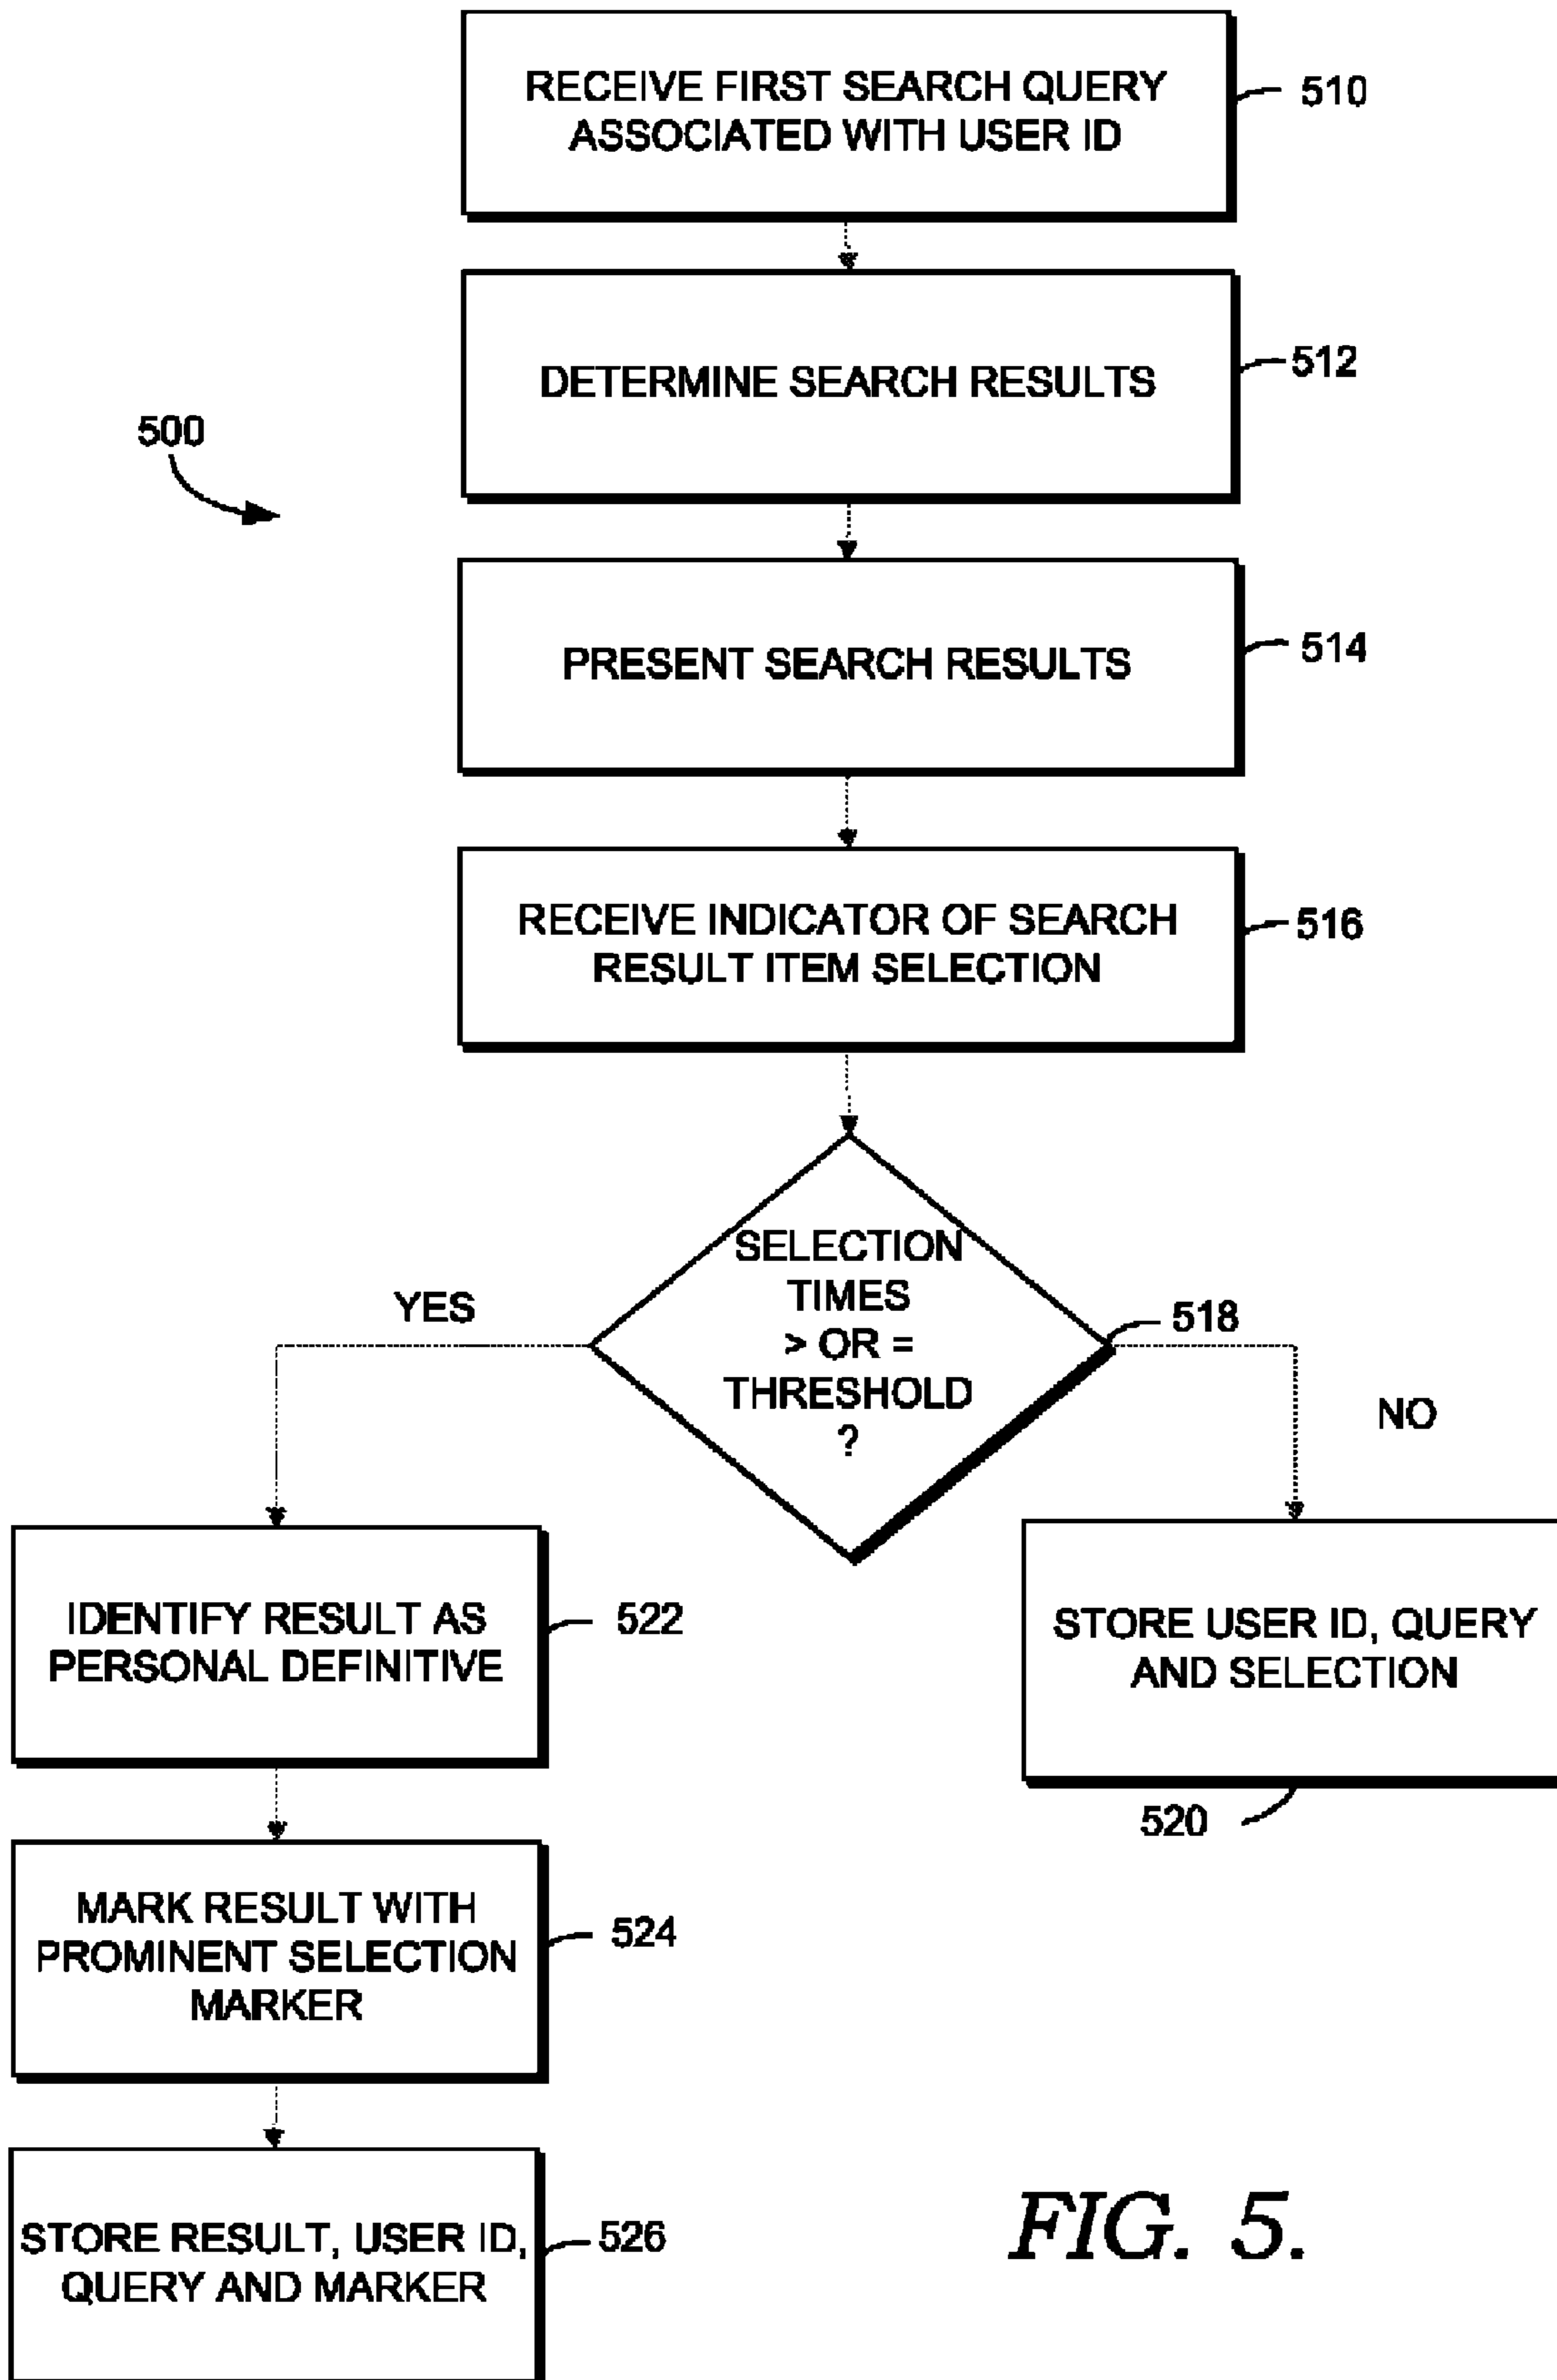 RECEIVE FIRST SEARCH QUERY
ASSOCIATED WITH USER ID
510
DETERMINE SEARCH RESULTS
512
500
PRESENT SEARCH RESULTS
514
RECEIVE INDICATOR OF SEARCH
RESULT ITEM SELECTION
516
SELECTION
TIMES
> OR =
THRESHOLD
?
518
YES
NO
IDENTIFY RESULT AS
PERSONAL DEFINITIVE
522
STORE USER ID, QUERY
AND SELECTION
520
MARK RESULT WITH
PROMINENT SELECTION
MARKER
524
STORE RESULT, USER ID,
QUERY AND MARKER
526
FIG. 5.